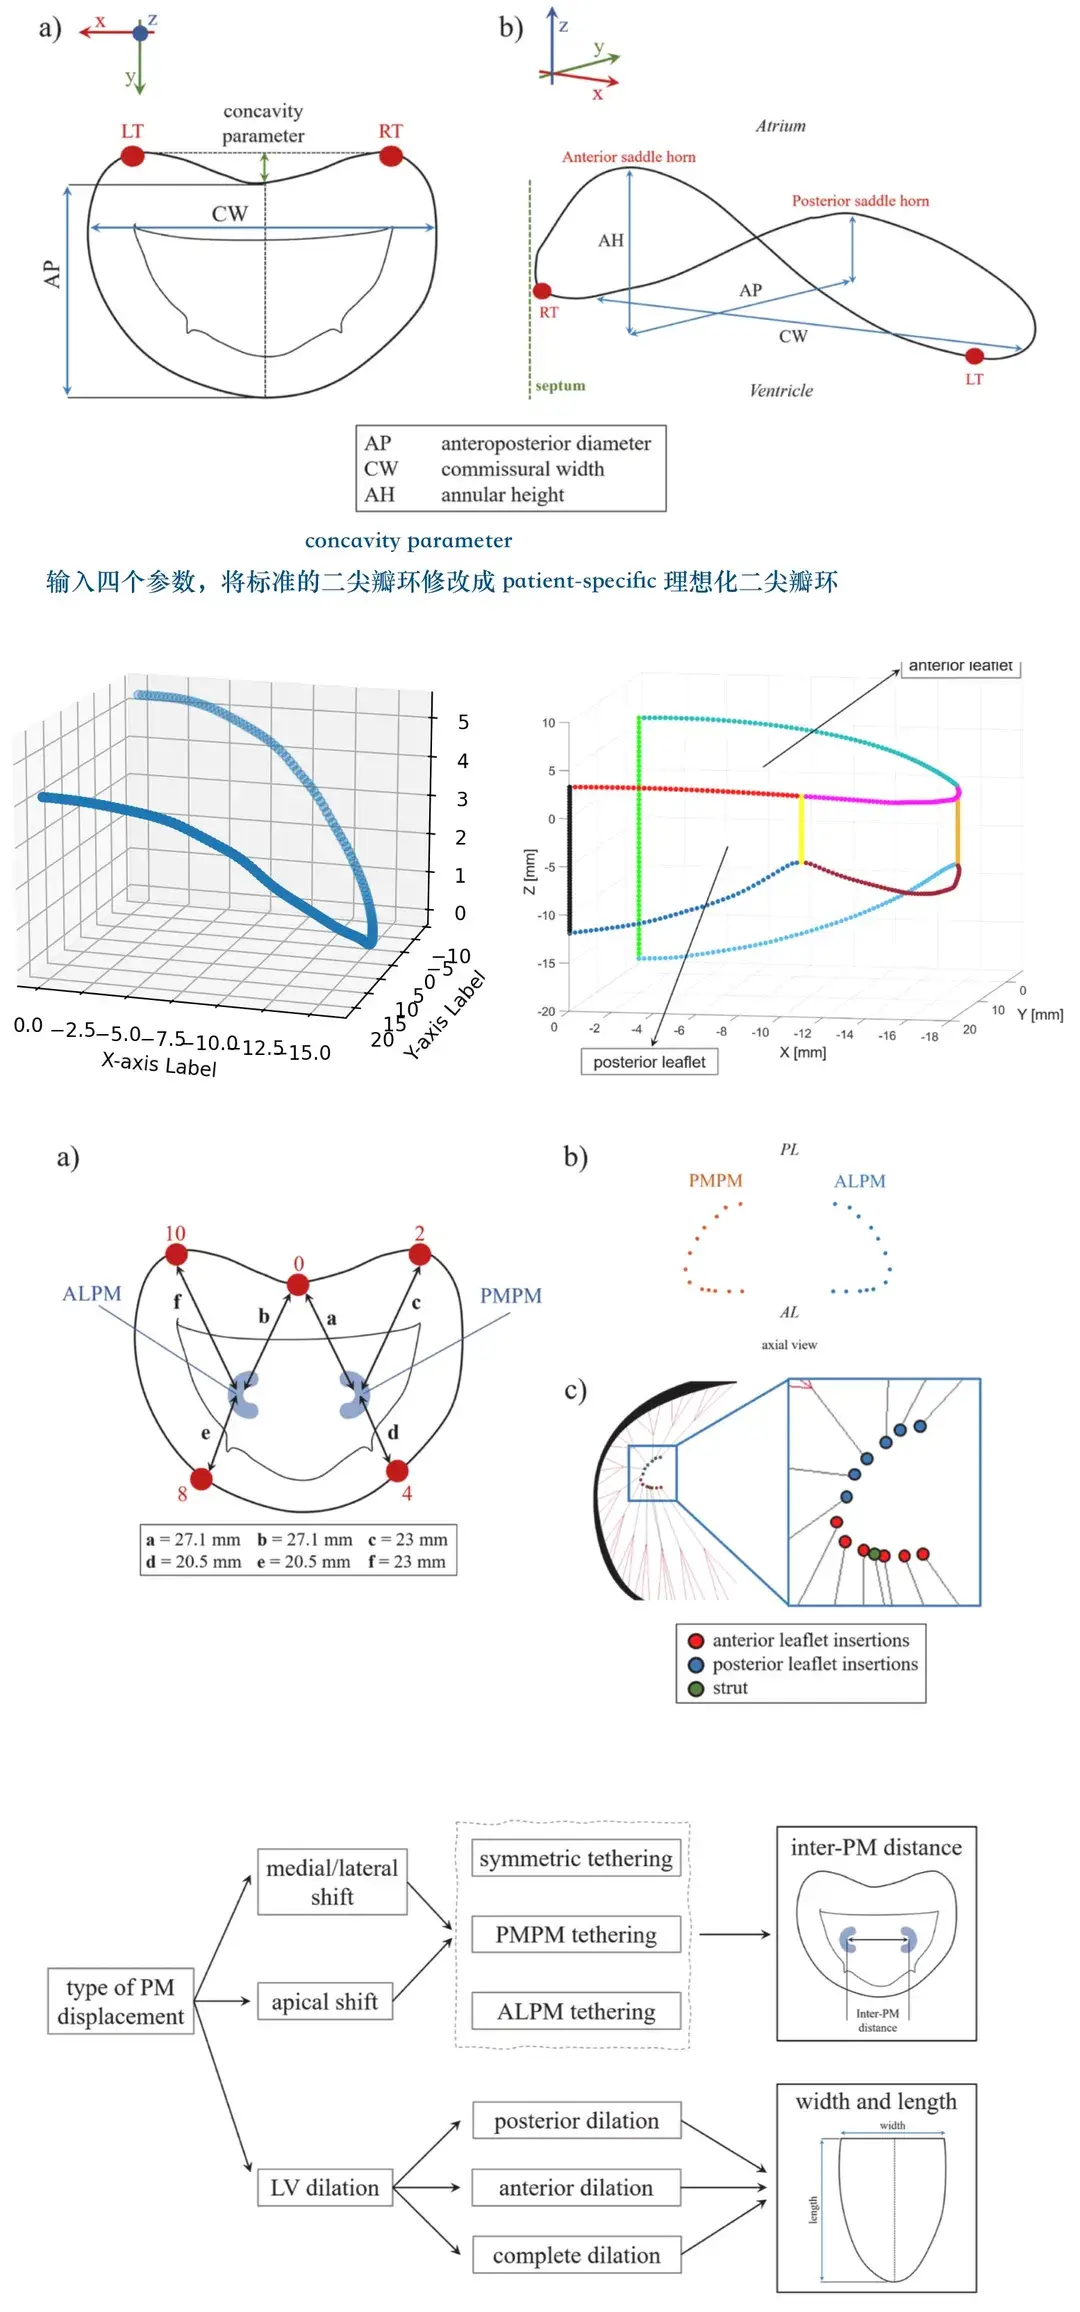 a)
x
z
y
LT
concavity
parameter
RT
CW
AP
b)
z
y
x
Atrium
Anterior saddle horn
Posterior saddle horn
AH
AP
RT
CW
LT
septum
Ventricle
AP anteroposterior diameter
CW commissural width
AH annular height
concavity parameter
输入四个参数，将标准的二尖瓣环修改成 patient-specific 理想化二尖瓣环
5
4
3
2
1
0
−10
−5
0
5
10
15
20
Y-axis Label
0.0 −2.5 −5.0 −7.5 −10.0 −12.5 −15.0
X-axis Label
anterior leaflet
10
5
0
-5
-10
-15
-20
Z [mm]
0 -2 -4 -6 -8 -10 -12 -14 -16 -18
X [mm]
0
10
20
Y [mm]
posterior leaflet
a)
10
0
2
ALPM
PMPM
f
b
a
c
e
d
8
4
a = 27.1 mm b = 27.1 mm c = 23 mm
d = 20.5 mm e = 20.5 mm f = 23 mm
b)
PL
PMPM
ALPM
AL
axial view
c)
anterior leaflet insertions
posterior leaflet insertions
strut
type of PM
displacement
medial/lateral
shift
apical shift
LV dilation
symmetric tethering
PMPM tethering
ALPM tethering
posterior dilation
anterior dilation
complete dilation
inter-PM distance
Inter-PM
distance
width and length
width
length